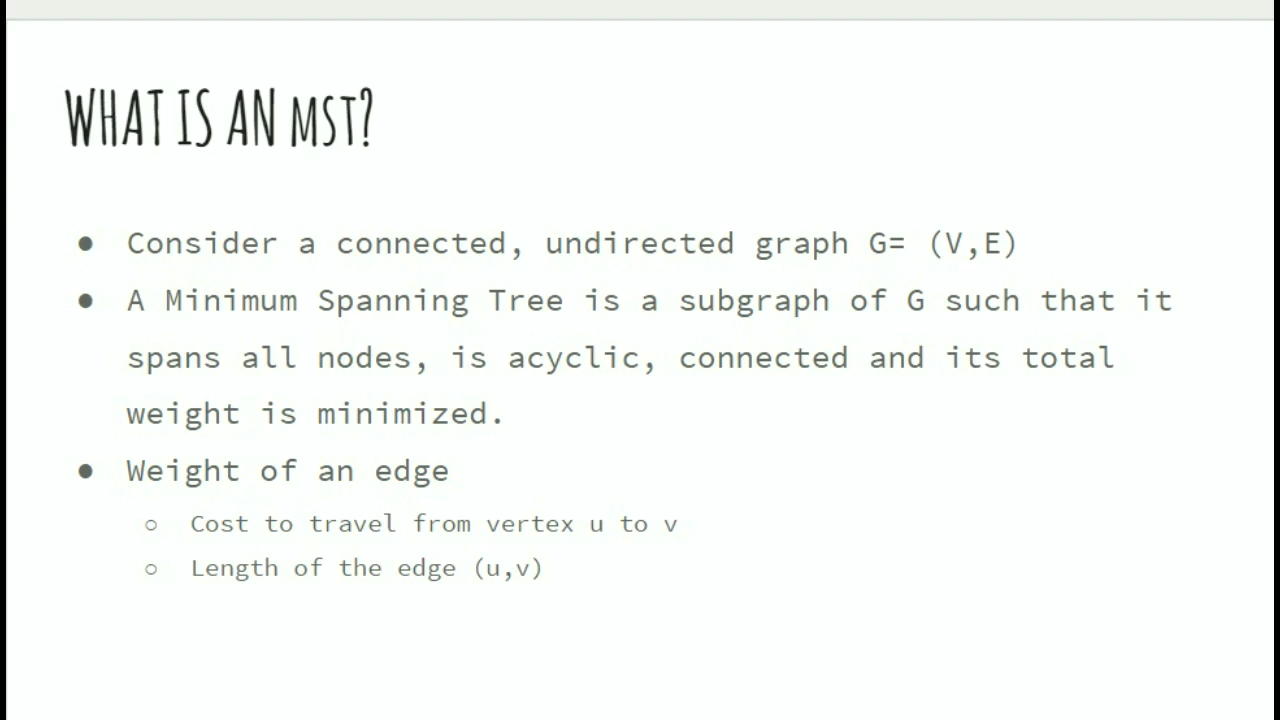 WHAT IS AN MST?
● Consider a connected, undirected graph G= (V,E)
● A Minimum Spanning Tree is a subgraph of G such that it
spans all nodes, is acyclic, connected and its total
weight is minimized.
● Weight of an edge
○ Cost to travel from vertex u to v
○ Length of the edge (u,v)